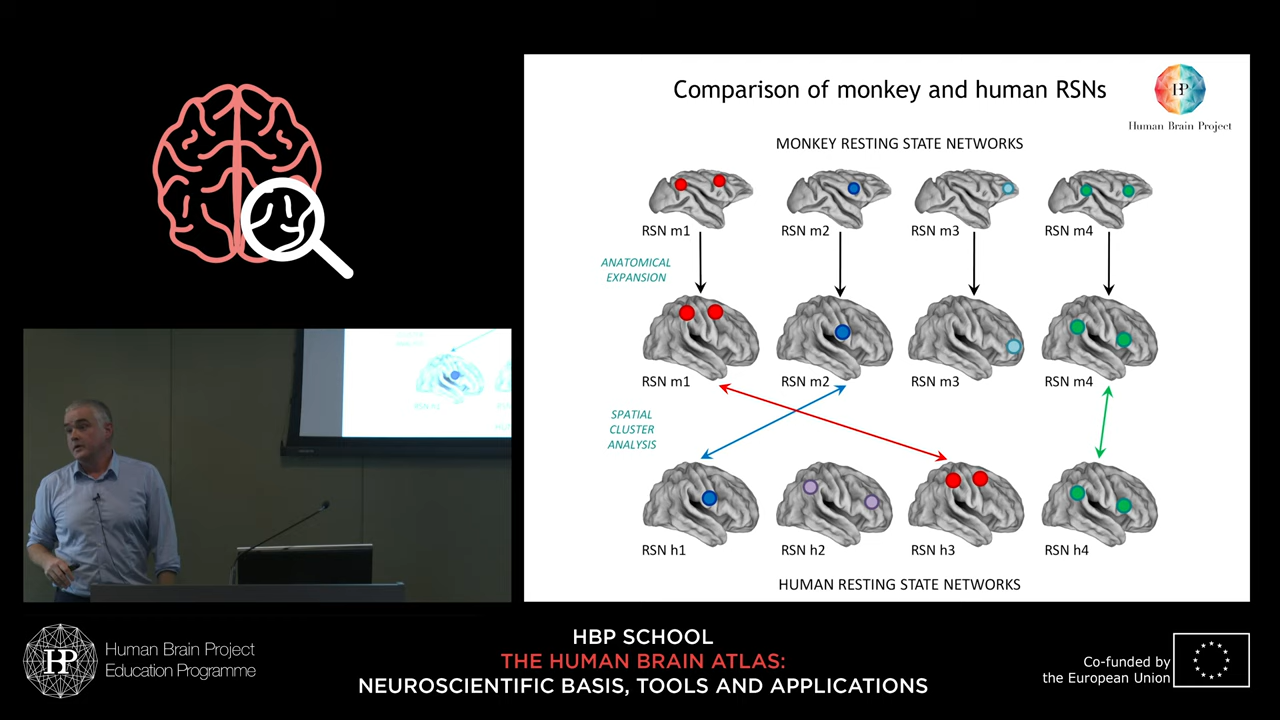 Comparison of monkey and human RSNs
HBP
Human Brain Project
MONKEY RESTING STATE NETWORKS
RSN m1
RSN m2
RSN m3
RSN m4
ANATOMICAL
EXPANSION
RSN m1
RSN m2
RSN m3
RSN m4
SPATIAL
CLUSTER
ANALYSIS
RSN h1
RSN h2
RSN h3
RSN h4
HUMAN RESTING STATE NETWORKS
HBP
Human Brain Project
Education Programme
HBP SCHOOL
THE HUMAN BRAIN ATLAS:
NEUROSCIENTIFIC BASIS, TOOLS AND APPLICATIONS
Co-funded by
the European Union